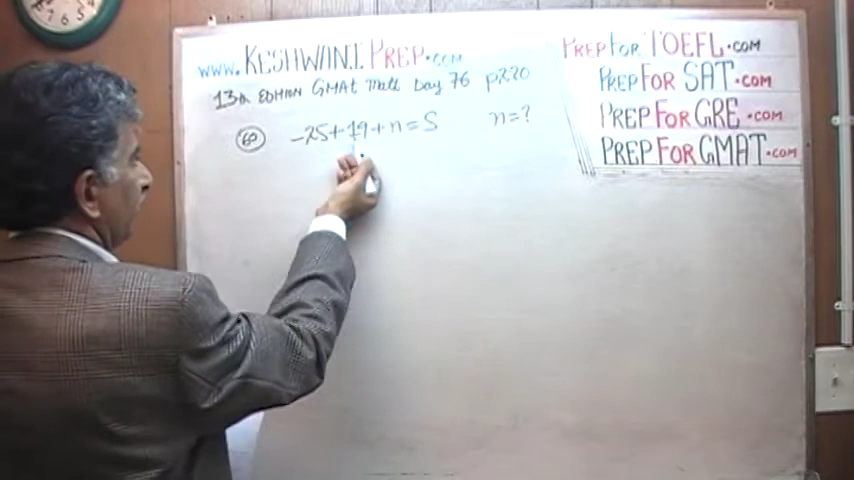 www.KESHWANI PREP.com
13th EDITION GMAT Math Day 76 p220
60 -25+19+n=S n=?
PREP FOR TOEFL.com
PREP FOR SAT.com
PREP FOR GRE.com
PREP FOR GMAT.com